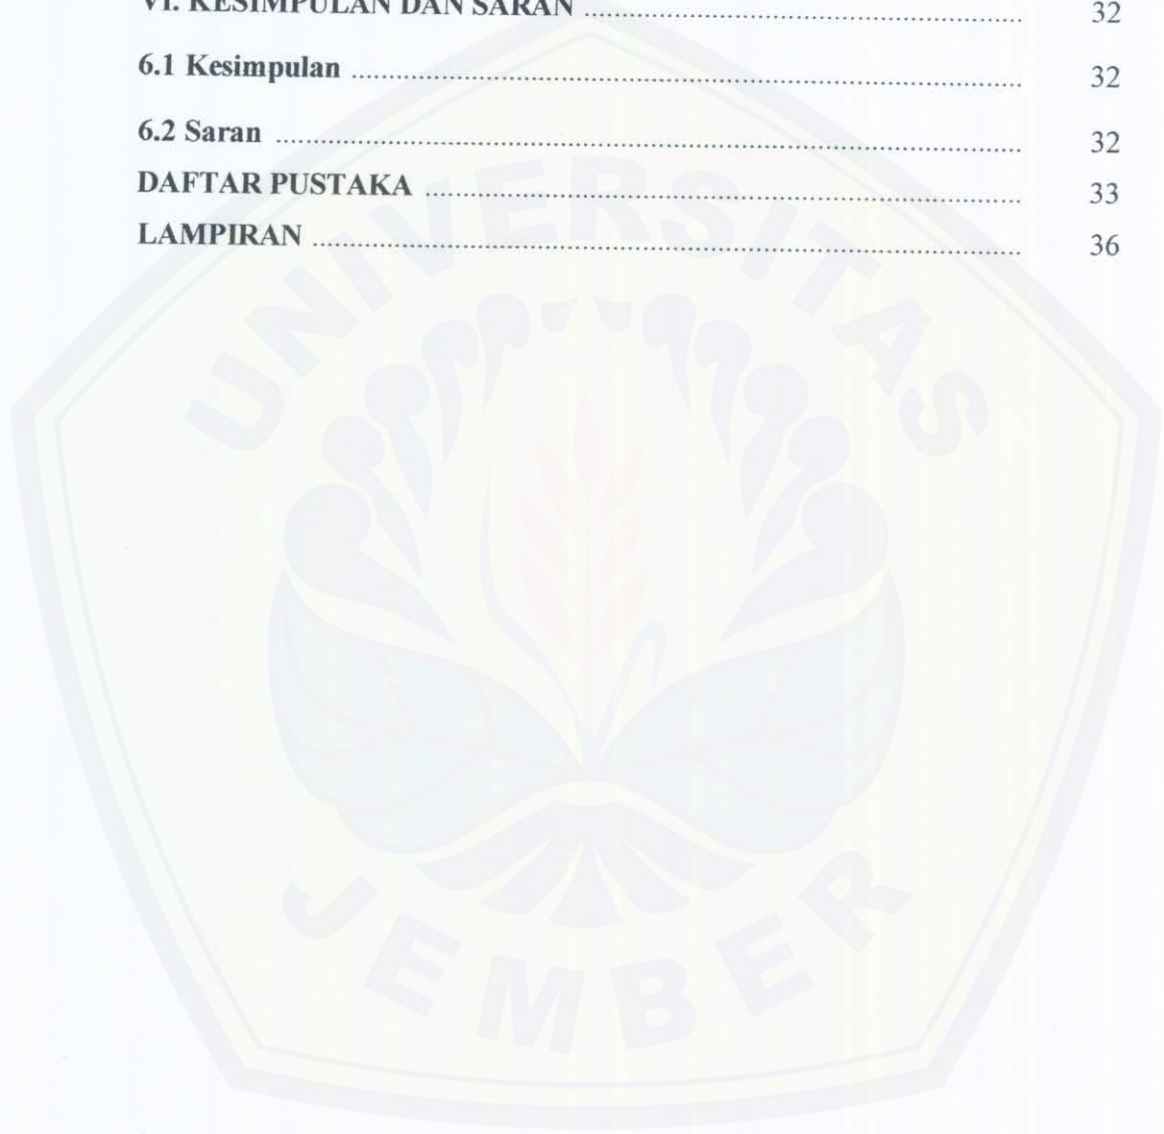 VI. KESIMPULAN DAN SARAN ........................................ 32
6.1 Kesimpulan ........................................ 32
6.2 Saran ........................................ 32
DAFTAR PUSTAKA ........................................ 33
LAMPIRAN ........................................ 36
UNIVERSITAS
JEMBER